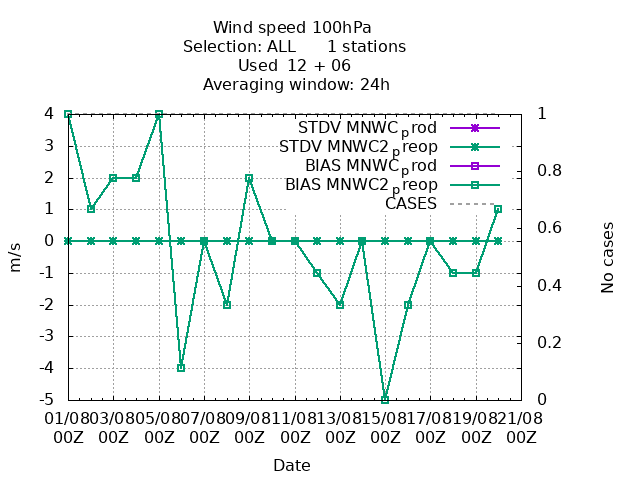 Wind speed 100hPa
Selection: ALL 1 stations
Used 12 + 06
Averaging window: 24h
4
3
2
1
0
-1
-2
-3
-4
-5
m/s
1
0.8
0.6
0.4
0.2
0
No cases
STDV MNWC_prod
STDV MNWC2_preop
BIAS MNWC_prod
BIAS MNWC2_preop
CASES
01/08 03/08 05/08 07/08 09/08 11/08 13/08 15/08 17/08 19/08 21/08
00Z 00Z 00Z 00Z 00Z 00Z 00Z 00Z 00Z 00Z 00Z
Date